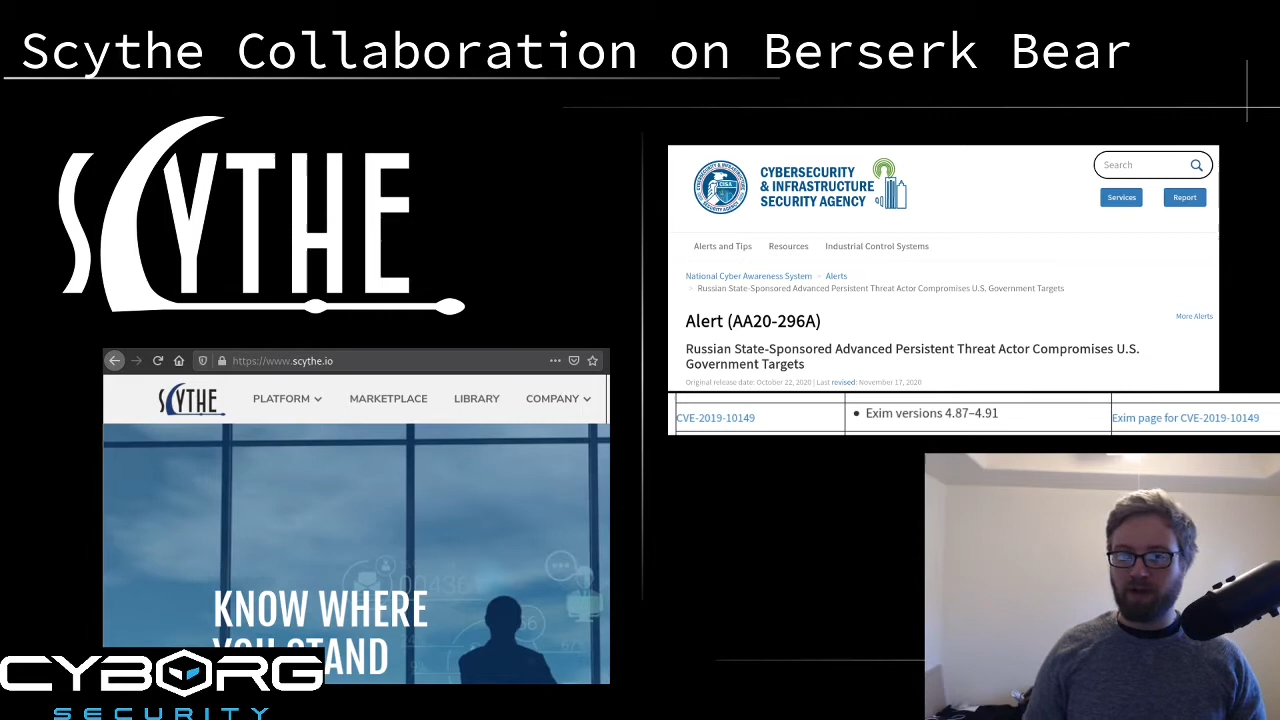 Scythe Collaboration on Berserk Bear
SCYTHE
https://www.scythe.io
SCYTHE
PLATFORM
MARKETPLACE
LIBRARY
COMPANY
KNOW WHERE
YOU STAND
CYBORG
SECURITY
CYBERSECURITY
& INFRASTRUCTURE
SECURITY AGENCY
Search
Services
Report
Alerts and Tips
Resources
Industrial Control Systems
National Cyber Awareness System > Alerts
> Russian State-Sponsored Advanced Persistent Threat Actor Compromises U.S. Government Targets
Alert (AA20-296A)
More Alerts
Russian State-Sponsored Advanced Persistent Threat Actor Compromises U.S.
Government Targets
Original release date: October 22, 2020 | Last revised: November 17, 2020
CVE-2019-10149
• Exim versions 4.87–4.91
Exim page for CVE-2019-10149